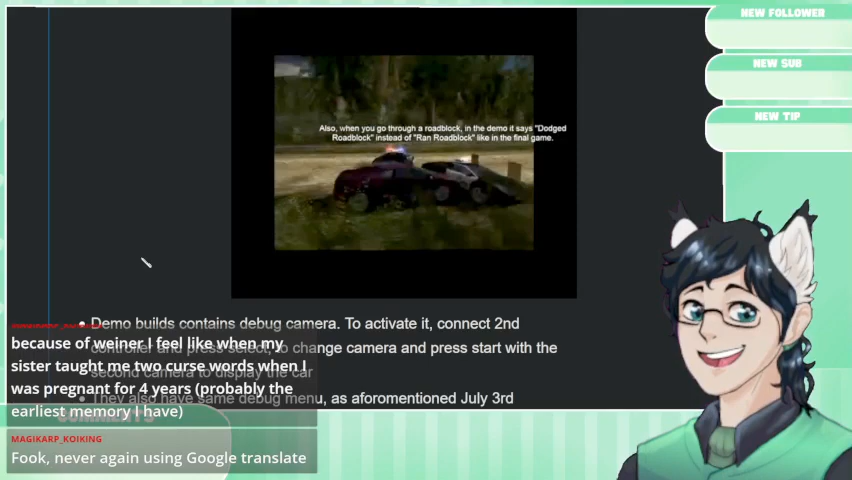 NEW FOLLOWER
NEW SUB
NEW TIP
Also, when you go through a roadblock, in the demo it says "Dodged
Roadblock" instead of "Ran Roadblock" like in the final game.
Demo builds contains debug camera. To activate it, connect 2nd
controller and press select, to change camera and press start with the
second camera to display the car
They also have same debug menu, as aforomentioned July 3rd
because of weiner I feel like when my
sister taught me two curse words when I
was pregnant for 4 years (probably the
earliest memory I have)
COMMENTS
MAGIKARP_KOIKING
Fook, never again using Google translate